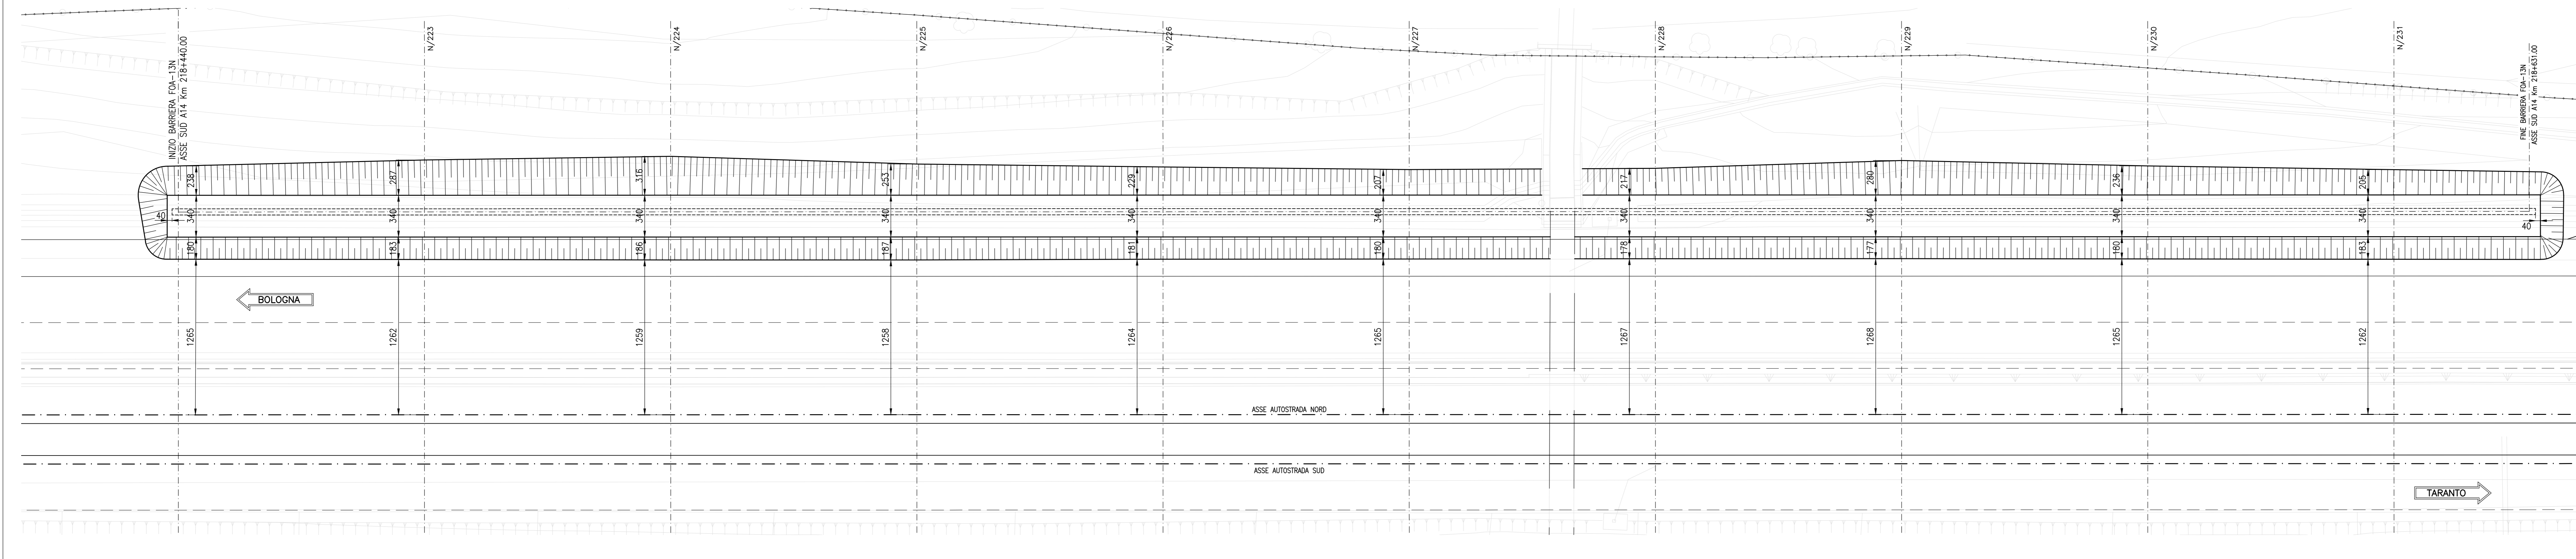 INIZIO BARRIERA FOA-13N
ASSE SUD A14 Km 218+440.00
N/223
N/224
N/225
N/226
N/227
N/228
N/229
N/230
N/231
FINE BARRIERA FOA-13N
ASSE SUD A14 Km 218+631.00
238
287
316
253
229
207
217
280
236
205
40
340
340
340
340
340
340
340
340
340
340
40
180
183
186
187
181
180
178
177
180
183
BOLOGNA
1265
1262
1259
1258
1264
1265
1267
1268
1265
1262
ASSE AUTOSTRADA NORD
ASSE AUTOSTRADA SUD
TARANTO